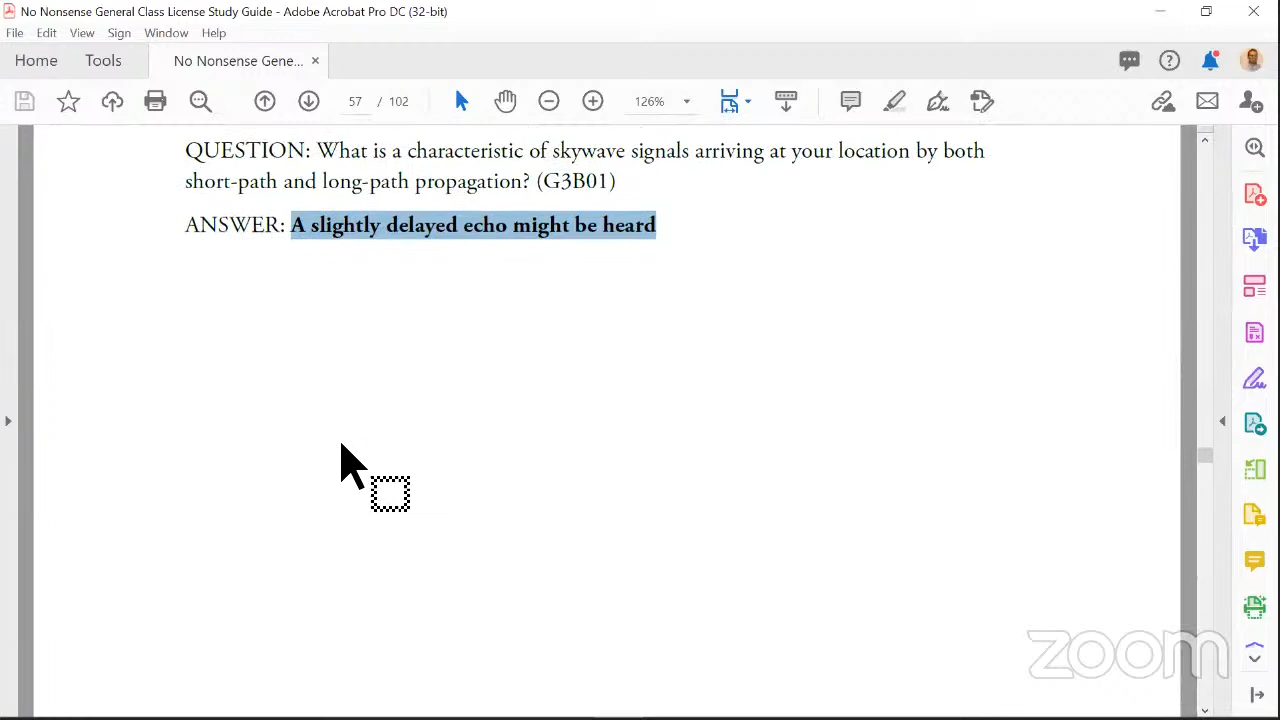 No Nonsense General Class License Study Guide - Adobe Acrobat Pro DC (32-bit)
File Edit View Sign Window Help
Home Tools No Nonsense Gene... ×
57 / 102 126%
QUESTION: What is a characteristic of skywave signals arriving at your location by both
short-path and long-path propagation? (G3B01)
ANSWER: A slightly delayed echo might be heard
zoom